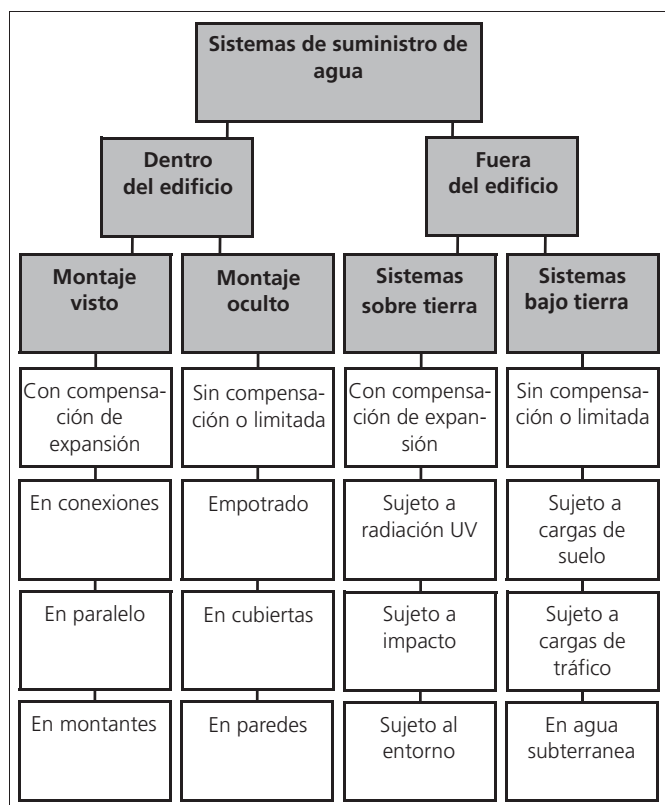 Sistemas de suministro de
agua
Dentro
del edificio
Fuera
del edificio
Montaje
visto
Montaje
oculto
Sistemas
sobre tierra
Sistemas
bajo tierra
Con compensa-
ción de
expansión
Sin compensa-
ción o limitada
Con compensa-
ción de expan-
sión
Sin compensa-
ción o limitada
En conexiones
Empotrado
Sujeto a
radiación UV
Sujeto a
cargas de
suelo
En paralelo
En cubiertas
Sujeto a
impacto
Sujeto a
cargas de
tráfico
En montantes
En paredes
Sujeto al
entorno
En agua
subterranea